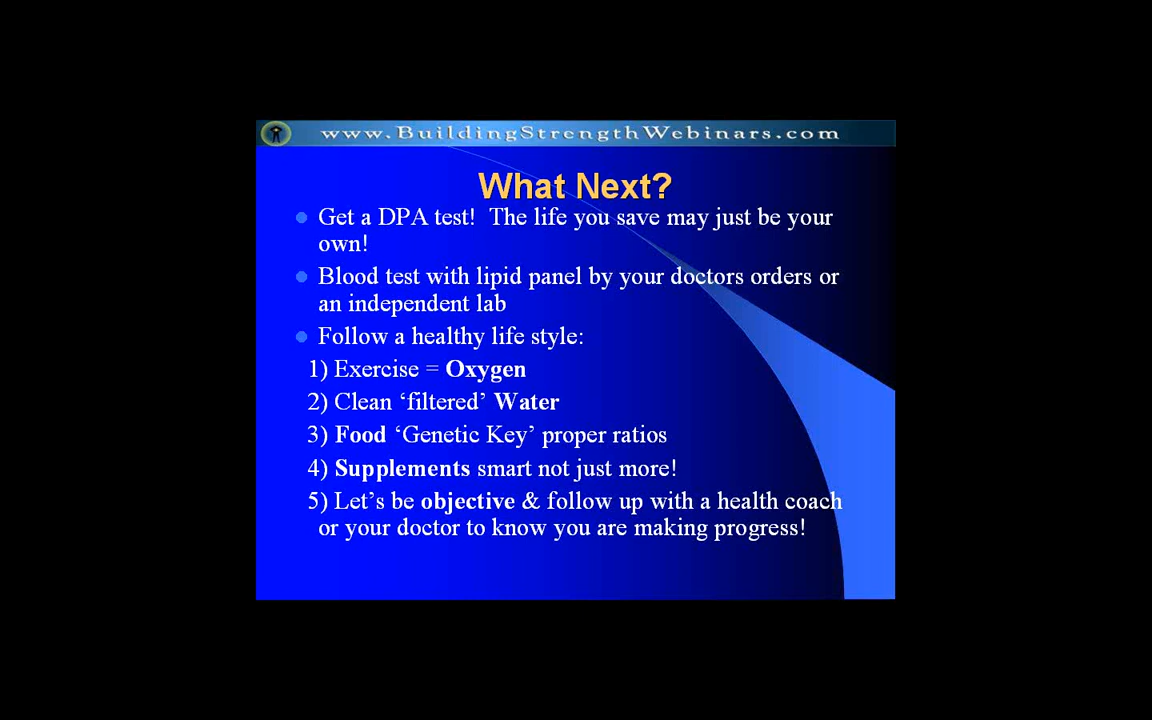 www.BuildingStrengthWebinars.com
What Next?
Get a DPA test!  The life you save may just be your
own!
Blood test with lipid panel by your doctors orders or
an independent lab
Follow a healthy life style:
1) Exercise = Oxygen
2) Clean ‘filtered’ Water
3) Food ‘Genetic Key’ proper ratios
4) Supplements smart not just more!
5) Let’s be objective & follow up with a health coach
or your doctor to know you are making progress!